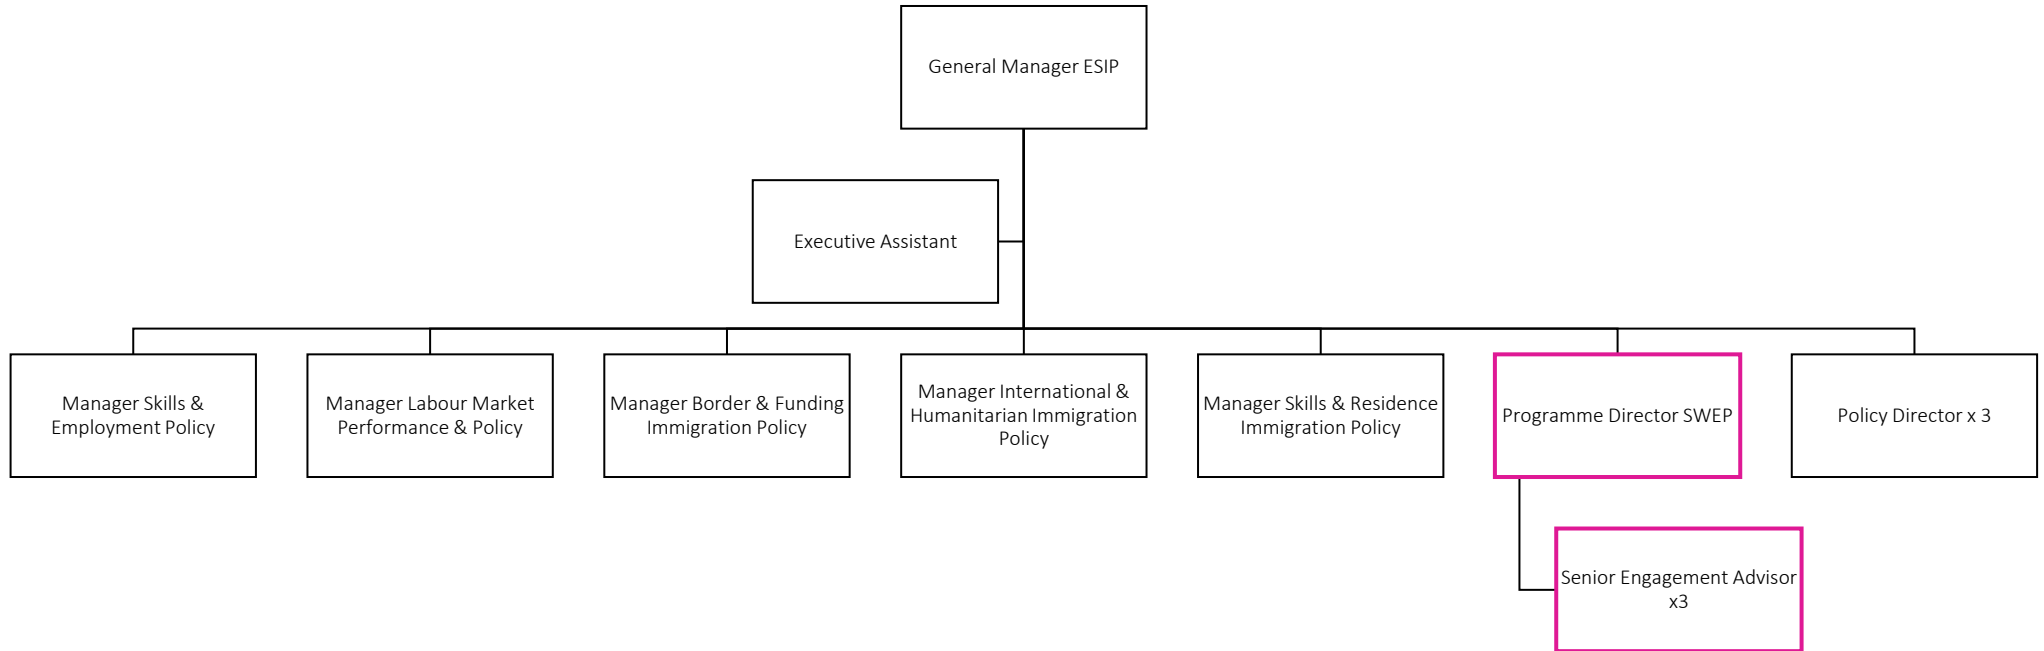 General Manager ESIP
Executive Assistant
Manager Skills &
Employment Policy
Manager Labour Market
Performance & Policy
Manager Border & Funding
Immigration Policy
Manager International &
Humanitarian Immigration
Policy
Manager Skills & Residence
Immigration Policy
Programme Director SWEP
Policy Director x 3
Senior Engagement Advisor
x3